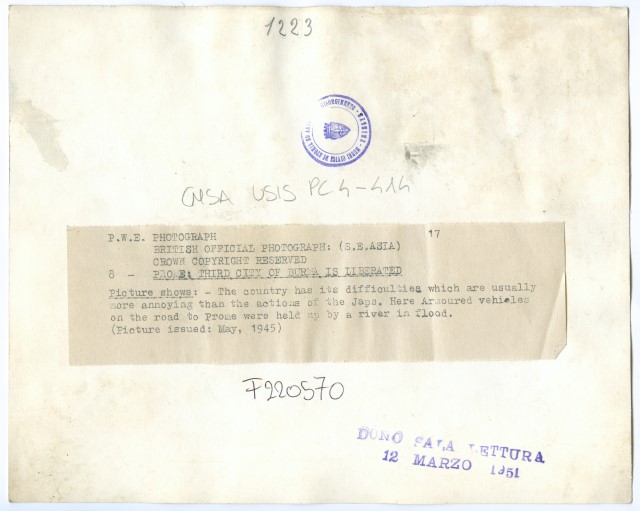 1223
CMSA USIS PC 4-414
P.W.E. PHOTOGRAPH 17
BRITISH OFFICIAL PHOTOGRAPH: (S.E.ASIA)
CROWN COPYRIGHT RESERVED
8 - PROME: THIRD CITY OF BURMA IS LIBERATED
Picture shows: - The country has its difficulties which are usually
more annoying than the actions of the Japs. Here Armoured vehicles
on the road to Prome were held up by a river in flood.
(Picture issued: May, 1945)
F220570
DONO SALA LETTURA
12 MARZO 1951